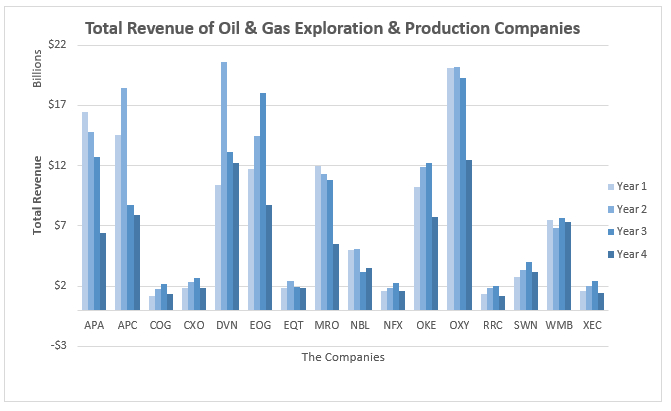 Total Revenue of Oil & Gas Exploration & Production Companies
Billions
Total Revenue
$22
$17
$12
$7
$2
-$3
APA APC COG CXO DVN EOG EQT MRO NBL NFX OKE OXY RRC SWN WMB XEC
The Companies
Year 1
Year 2
Year 3
Year 4